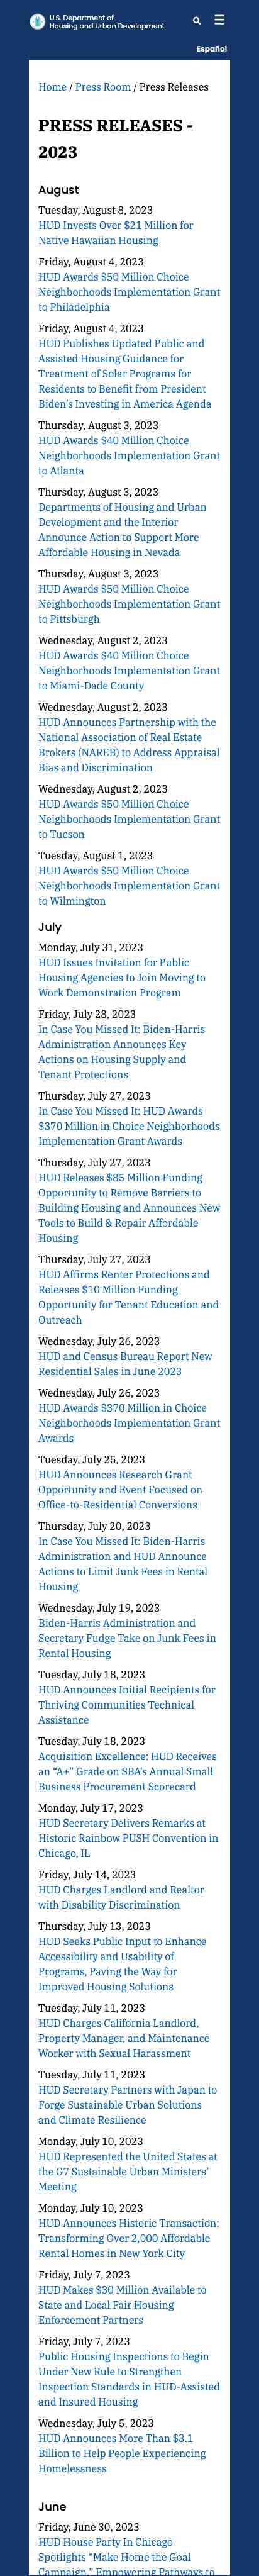 U.S. Department of
Housing and Urban Development
Español
Home / Press Room / Press Releases
PRESS RELEASES -
2023
August
Tuesday, August 8, 2023
HUD Invests Over $21 Million for
Native Hawaiian Housing
Friday, August 4, 2023
HUD Awards $50 Million Choice
Neighborhoods Implementation Grant
to Philadelphia
Friday, August 4, 2023
HUD Publishes Updated Public and
Assisted Housing Guidance for
Treatment of Solar Programs for
Residents to Benefit from President
Biden's Investing in America Agenda
Thursday, August 3, 2023
HUD Awards $40 Million Choice
Neighborhoods Implementation Grant
to Atlanta
Thursday, August 3, 2023
Departments of Housing and Urban
Development and the Interior
Announce Action to Support More
Affordable Housing in Nevada
Thursday, August 3, 2023
HUD Awards $50 Million Choice
Neighborhoods Implementation Grant
to Pittsburgh
Wednesday, August 2, 2023
HUD Awards $40 Million Choice
Neighborhoods Implementation Grant
to Miami-Dade County
Wednesday, August 2, 2023
HUD Announces Partnership with the
National Association of Real Estate
Brokers (NAREB) to Address Appraisal
Bias and Discrimination
Wednesday, August 2, 2023
HUD Awards $50 Million Choice
Neighborhoods Implementation Grant
to Tucson
Tuesday, August 1, 2023
HUD Awards $50 Million Choice
Neighborhoods Implementation Grant
to Wilmington
July
Monday, July 31, 2023
HUD Issues Invitation for Public
Housing Agencies to Join Moving to
Work Demonstration Program
Friday, July 28, 2023
In Case You Missed It: Biden-Harris
Administration Announces Key
Actions on Housing Supply and
Tenant Protections
Thursday, July 27, 2023
In Case You Missed It: HUD Awards
$370 Million in Choice Neighborhoods
Implementation Grant Awards
Thursday, July 27, 2023
HUD Releases $85 Million Funding
Opportunity to Remove Barriers to
Building Housing and Announces New
Tools to Build & Repair Affordable
Housing
Thursday, July 27, 2023
HUD Affirms Renter Protections and
Releases $10 Million Funding
Opportunity for Tenant Education and
Outreach
Wednesday, July 26, 2023
HUD and Census Bureau Report New
Residential Sales in June 2023
Wednesday, July 26, 2023
HUD Awards $370 Million in Choice
Neighborhoods Implementation Grant
Awards
Tuesday, July 25, 2023
HUD Announces Research Grant
Opportunity and Event Focused on
Office-to-Residential Conversions
Thursday, July 20, 2023
In Case You Missed It: Biden-Harris
Administration and HUD Announce
Actions to Limit Junk Fees in Rental
Housing
Wednesday, July 19, 2023
Biden-Harris Administration and
Secretary Fudge Take on Junk Fees in
Rental Housing
Tuesday, July 18, 2023
HUD Announces Initial Recipients for
Thriving Communities Technical
Assistance
Tuesday, July 18, 2023
Acquisition Excellence: HUD Receives
an "A+" Grade on SBA's Annual Small
Business Procurement Scorecard
Monday, July 17, 2023
HUD Secretary Delivers Remarks at
Historic Rainbow PUSH Convention in
Chicago, IL
Friday, July 14, 2023
HUD Charges Landlord and Realtor
with Disability Discrimination
Thursday, July 13, 2023
HUD Seeks Public Input to Enhance
Accessibility and Usability of
Programs, Paving the Way for
Improved Housing Solutions
Tuesday, July 11, 2023
HUD Charges California Landlord,
Property Manager, and Maintenance
Worker with Sexual Harassment
Tuesday, July 11, 2023
HUD Secretary Partners with Japan to
Forge Sustainable Urban Solutions
and Climate Resilience
Monday, July 10, 2023
HUD Represented the United States at
the G7 Sustainable Urban Ministers'
Meeting
Monday, July 10, 2023
HUD Announces Historic Transaction:
Transforming Over 2,000 Affordable
Rental Homes in New York City
Friday, July 7, 2023
HUD Makes $30 Million Available to
State and Local Fair Housing
Enforcement Partners
Friday, July 7, 2023
Public Housing Inspections to Begin
Under New Rule to Strengthen
Inspection Standards in HUD-Assisted
and Insured Housing
Wednesday, July 5, 2023
HUD Announces More Than $3.1
Billion to Help People Experiencing
Homelessness
June
Friday, June 30, 2023
HUD House Party In Chicago
Spotlights "Make Home the Goal
Campaign," Empowering Pathways to